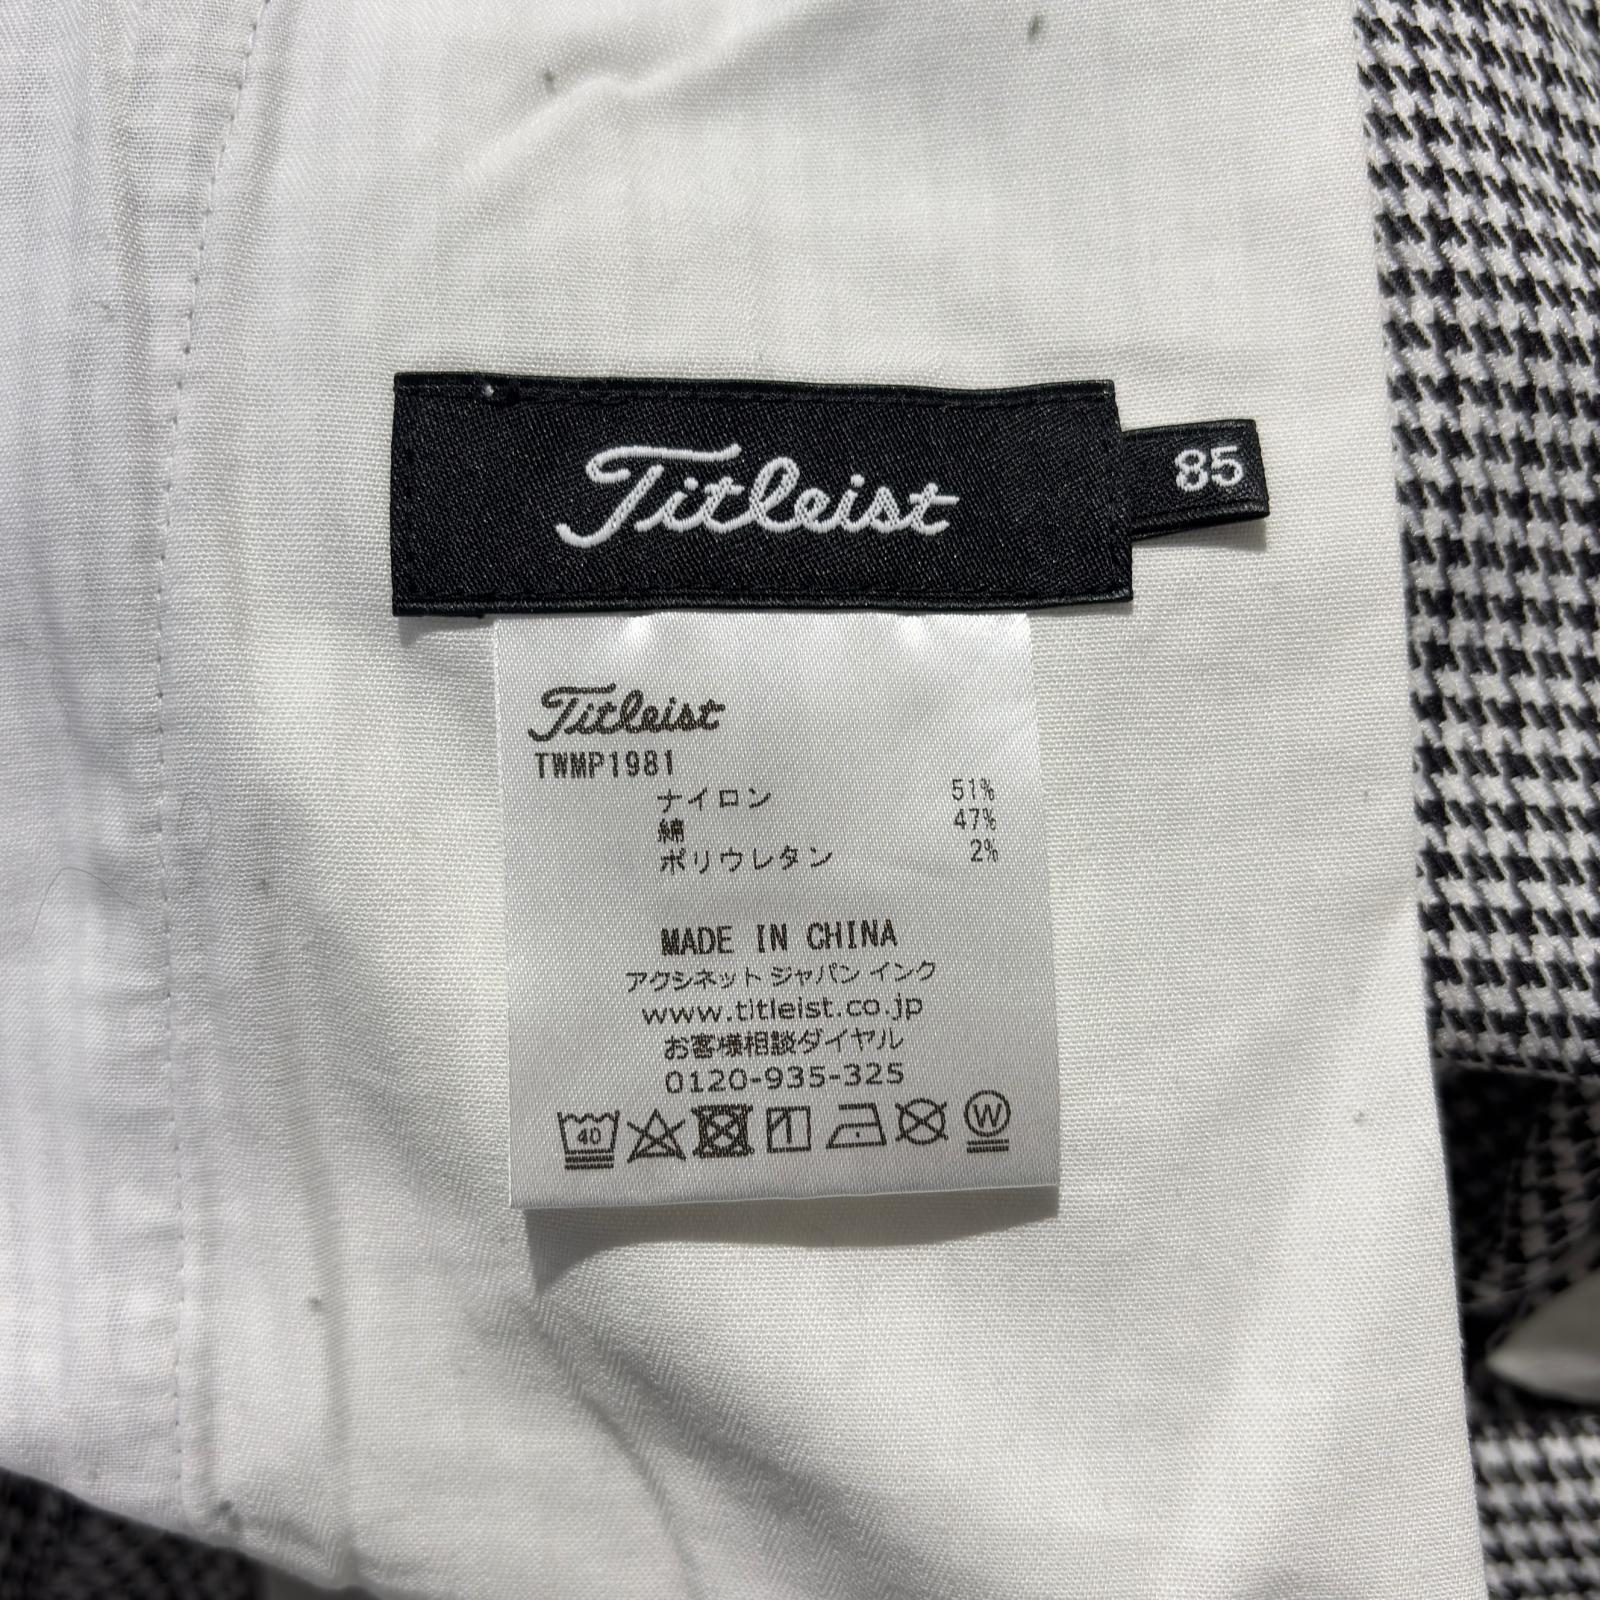 Titleist
85
Titleist
TWMP1981
ナイロン 51%
綿 47%
ポリウレタン 2%
MADE IN CHINA
アクシネット ジャパン インク
www.titleist.co.jp
お客様相談ダイヤル
0120-935-325
40
W